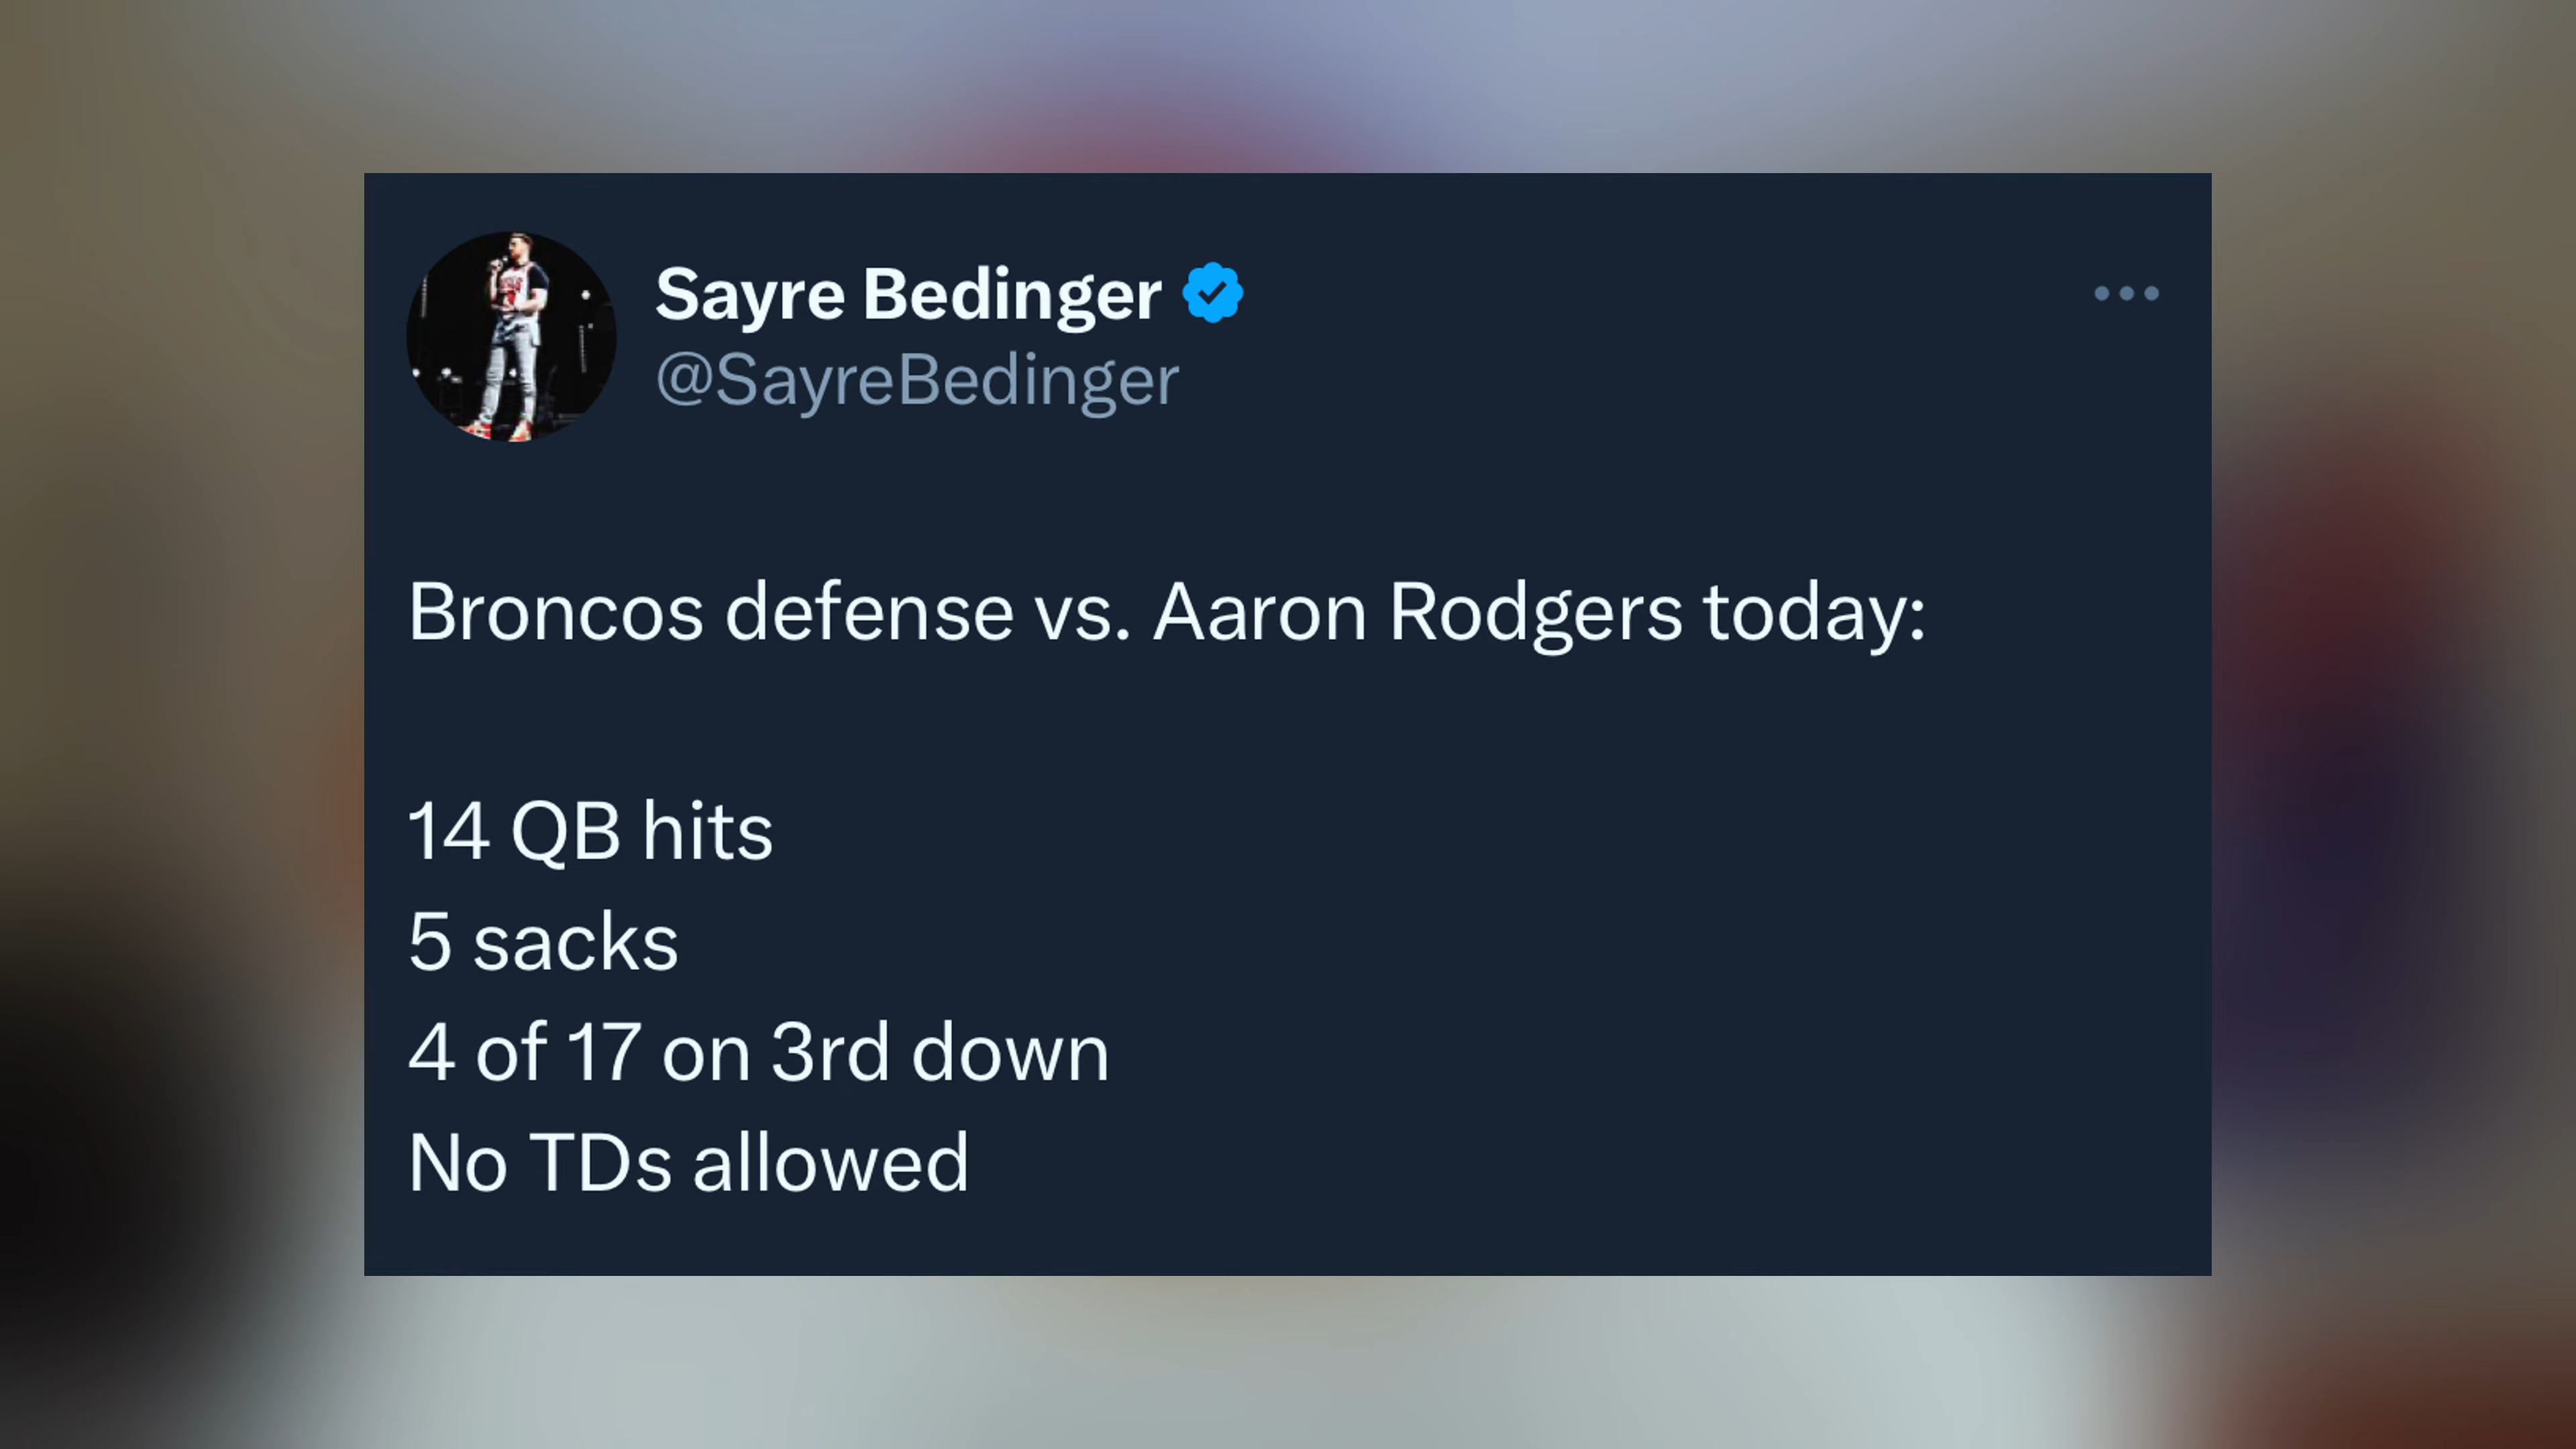 Sayre Bedinger
@SayreBedinger
Broncos defense vs. Aaron Rodgers today:
14 QB hits
5 sacks
4 of 17 on 3rd down
No TDs allowed